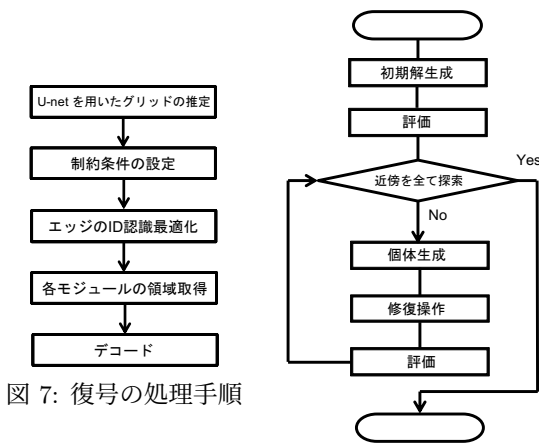 U-net を用いたグリッドの推定
制約条件の設定
エッジのID認識最適化
各モジュールの領域取得
デコード
図 7: 復号の処理手順
初期解生成
評価
近傍を全て探索
Yes
No
個体生成
修復操作
評価